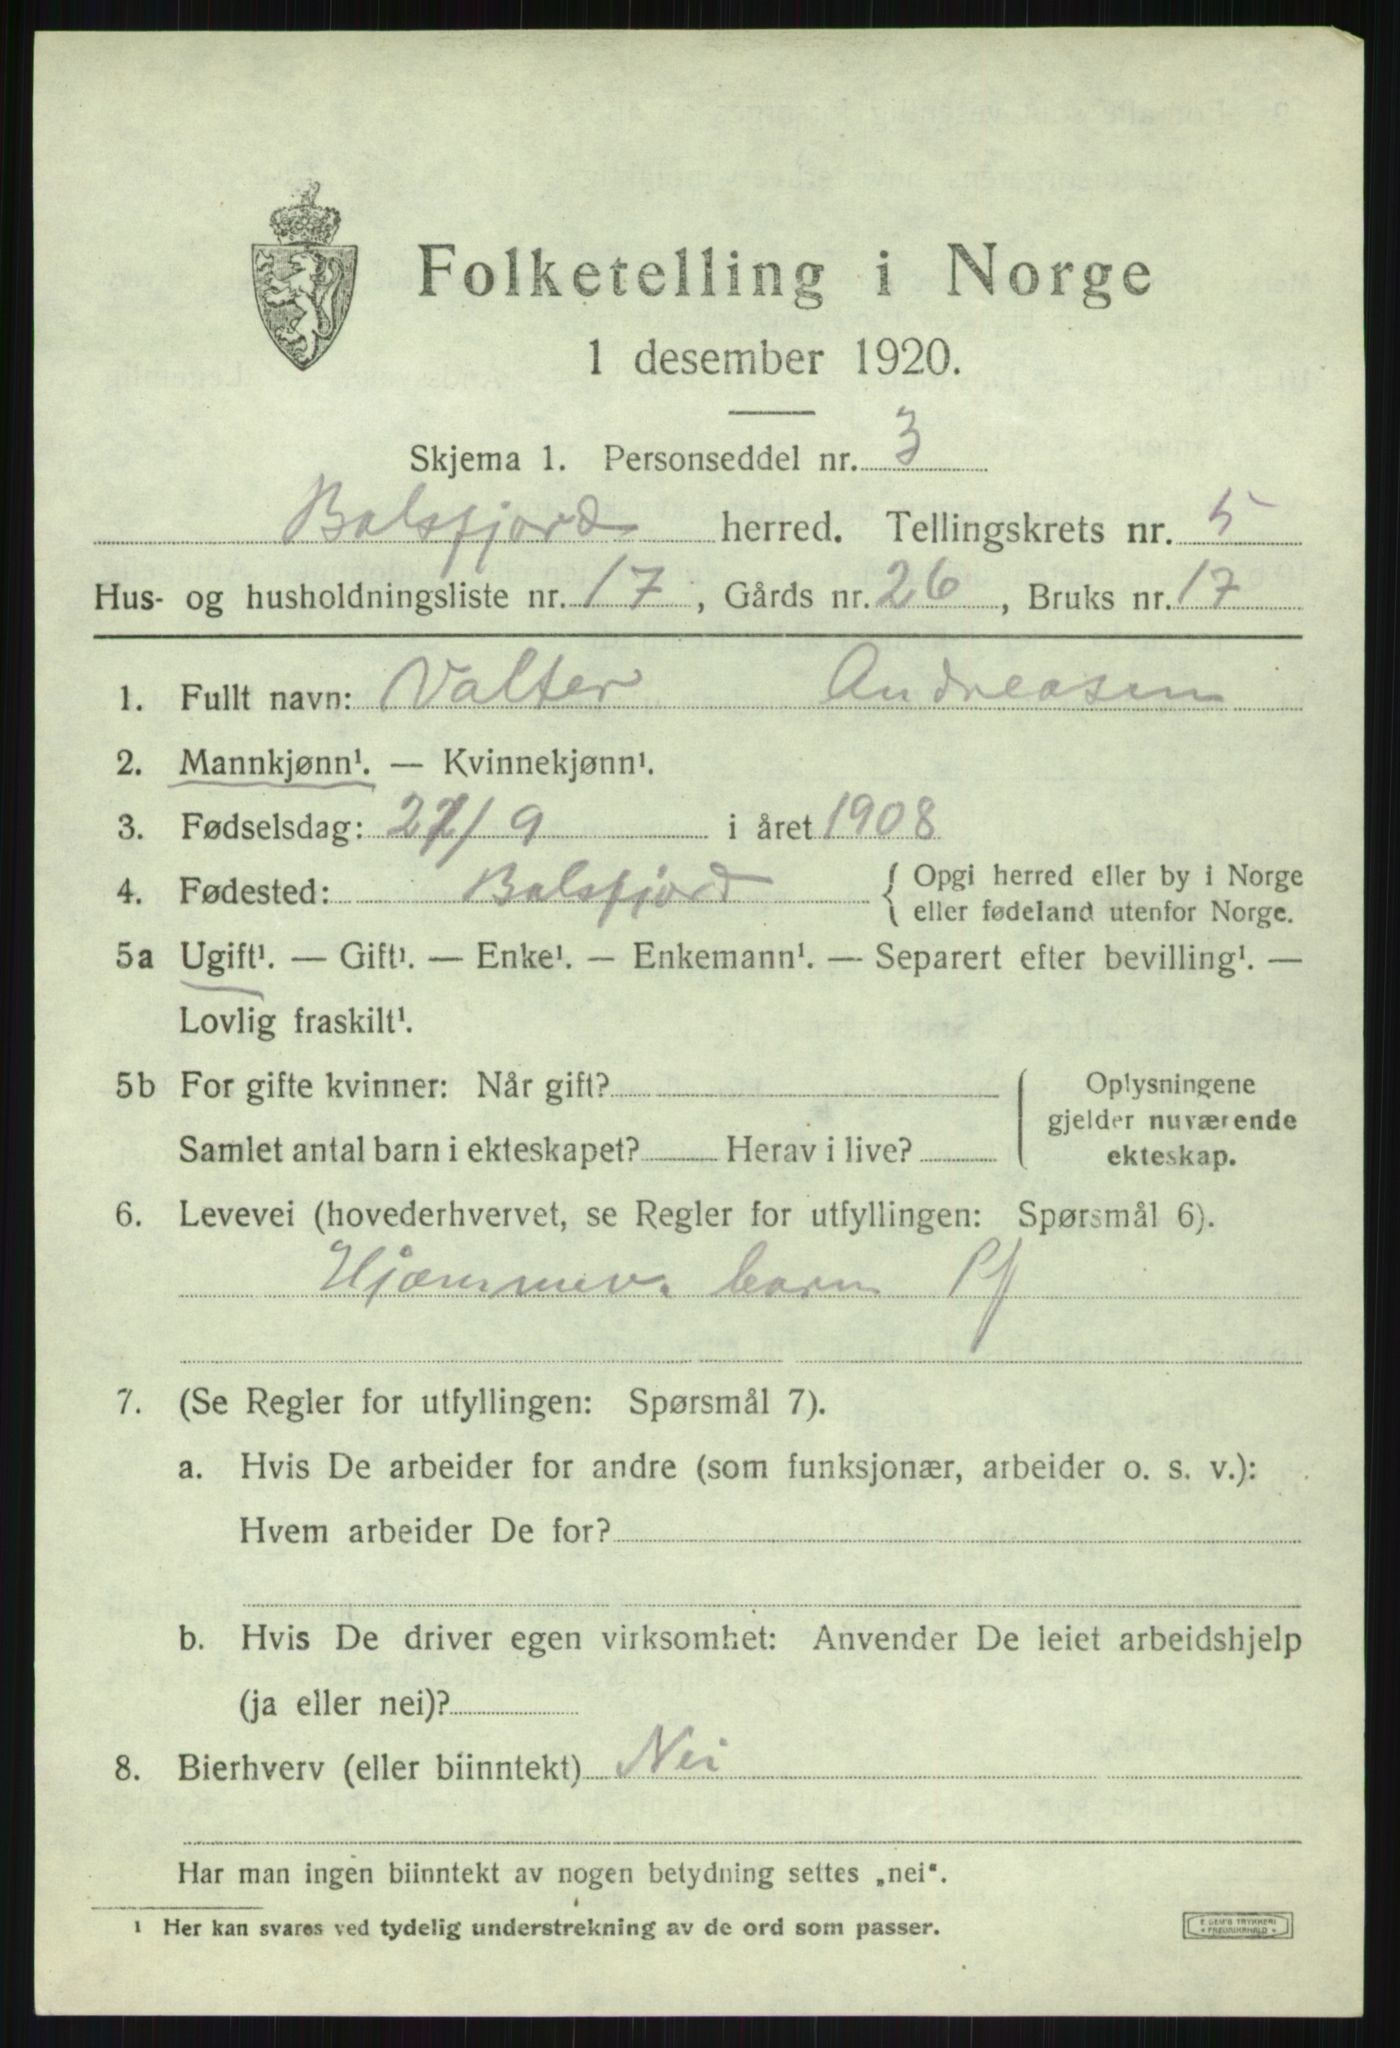 Folketelling i Norge
1 desember 1920.
Skjema 1. Personseddel nr. 3
Balsfjord herred. Tellingskrets nr. 5
Hus- og husholdningsliste nr. 17, Gårds nr. 26, Bruks nr. 17
1. Fullt navn: Valter Andreasen
2. Mannkjønn¹. — Kvinnekjønn¹.
3. Fødselsdag: /9 i året 1908
4. Fødested: Balsfjord { Opgi herred eller by i Norge
eller fødeland utenfor Norge.
5a Ugift¹. — Gift¹. — Enke¹. — Enkemann¹. — Separert efter bevilling¹. —
Lovlig fraskilt¹.
5b For gifte kvinner: Når gift? Oplysningene
gjelder nuværende
Samlet antal barn i ekteskapet? Herav i live? ekteskap.
6. Levevei (hovederhvervet, se Regler for utfyllingen: Spørsmål 6).
barn
7. (Se Regler for utfyllingen: Spørsmål 7).
a. Hvis De arbeider for andre (som funksjonær, arbeider o. s. v.):
Hvem arbeider De for?
b. Hvis De driver egen virksomhet: Anvender De leiet arbeidshjelp
(ja eller nei)?
8. Bierhverv (eller biinntekt) Nei
Har man ingen biinntekt av nogen betydning settes „nei“.
¹ Her kan svares ved tydelig understrekning av de ord som passer.
E. SEM'S TRYKKERI
FREDRIKSHALD